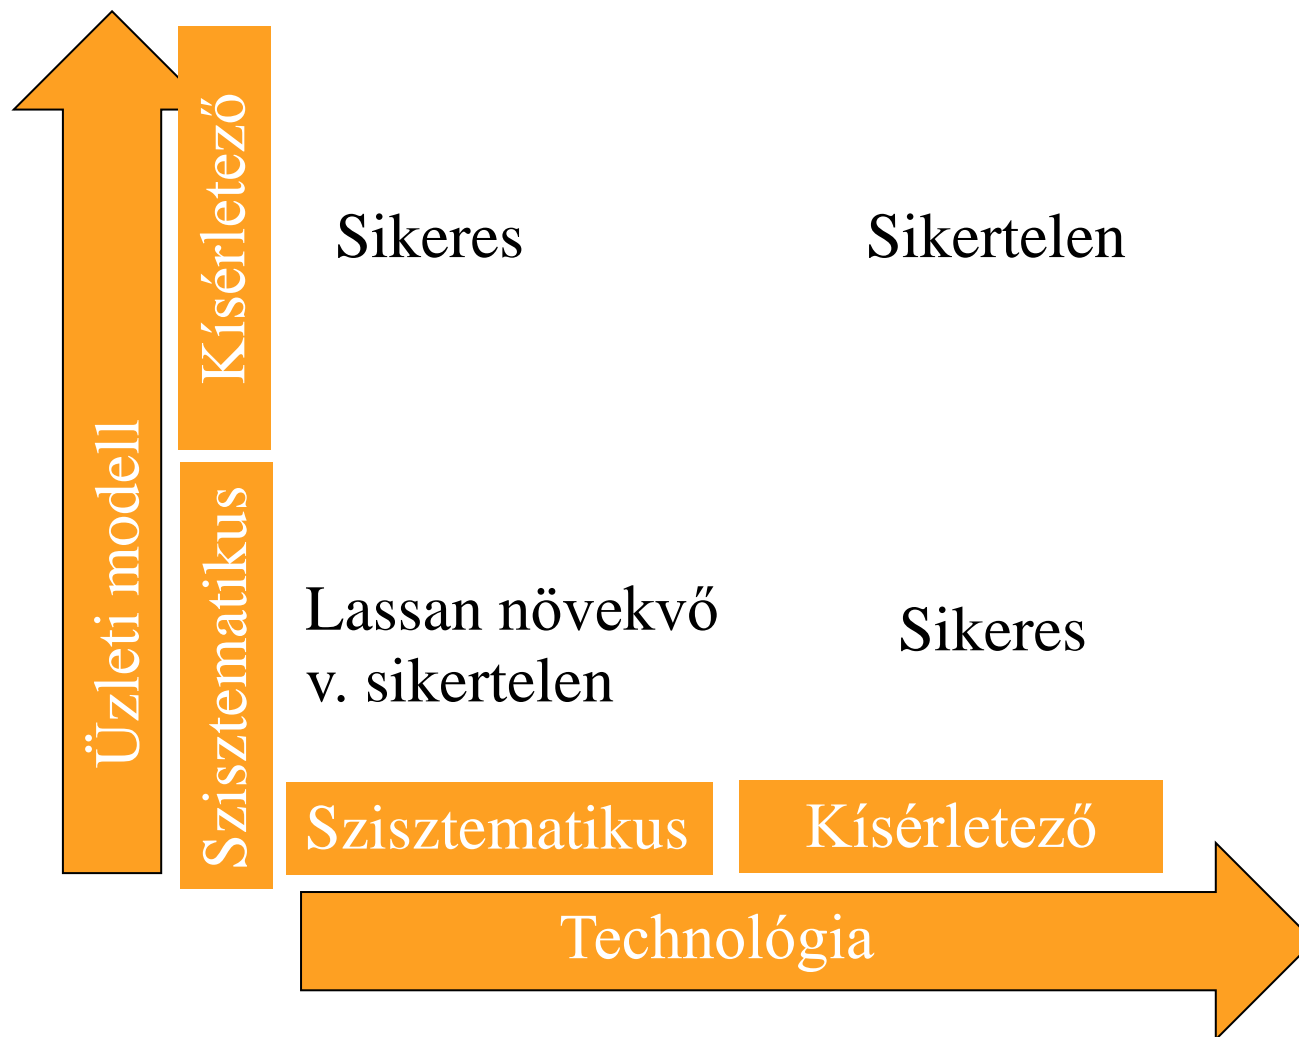 Kísérletező
Sikeres
Sikertelen
Üzleti modell
Szisztematikus
Lassan növekvő
v. sikertelen
Sikeres
Szisztematikus
Kísérletező
Technológia